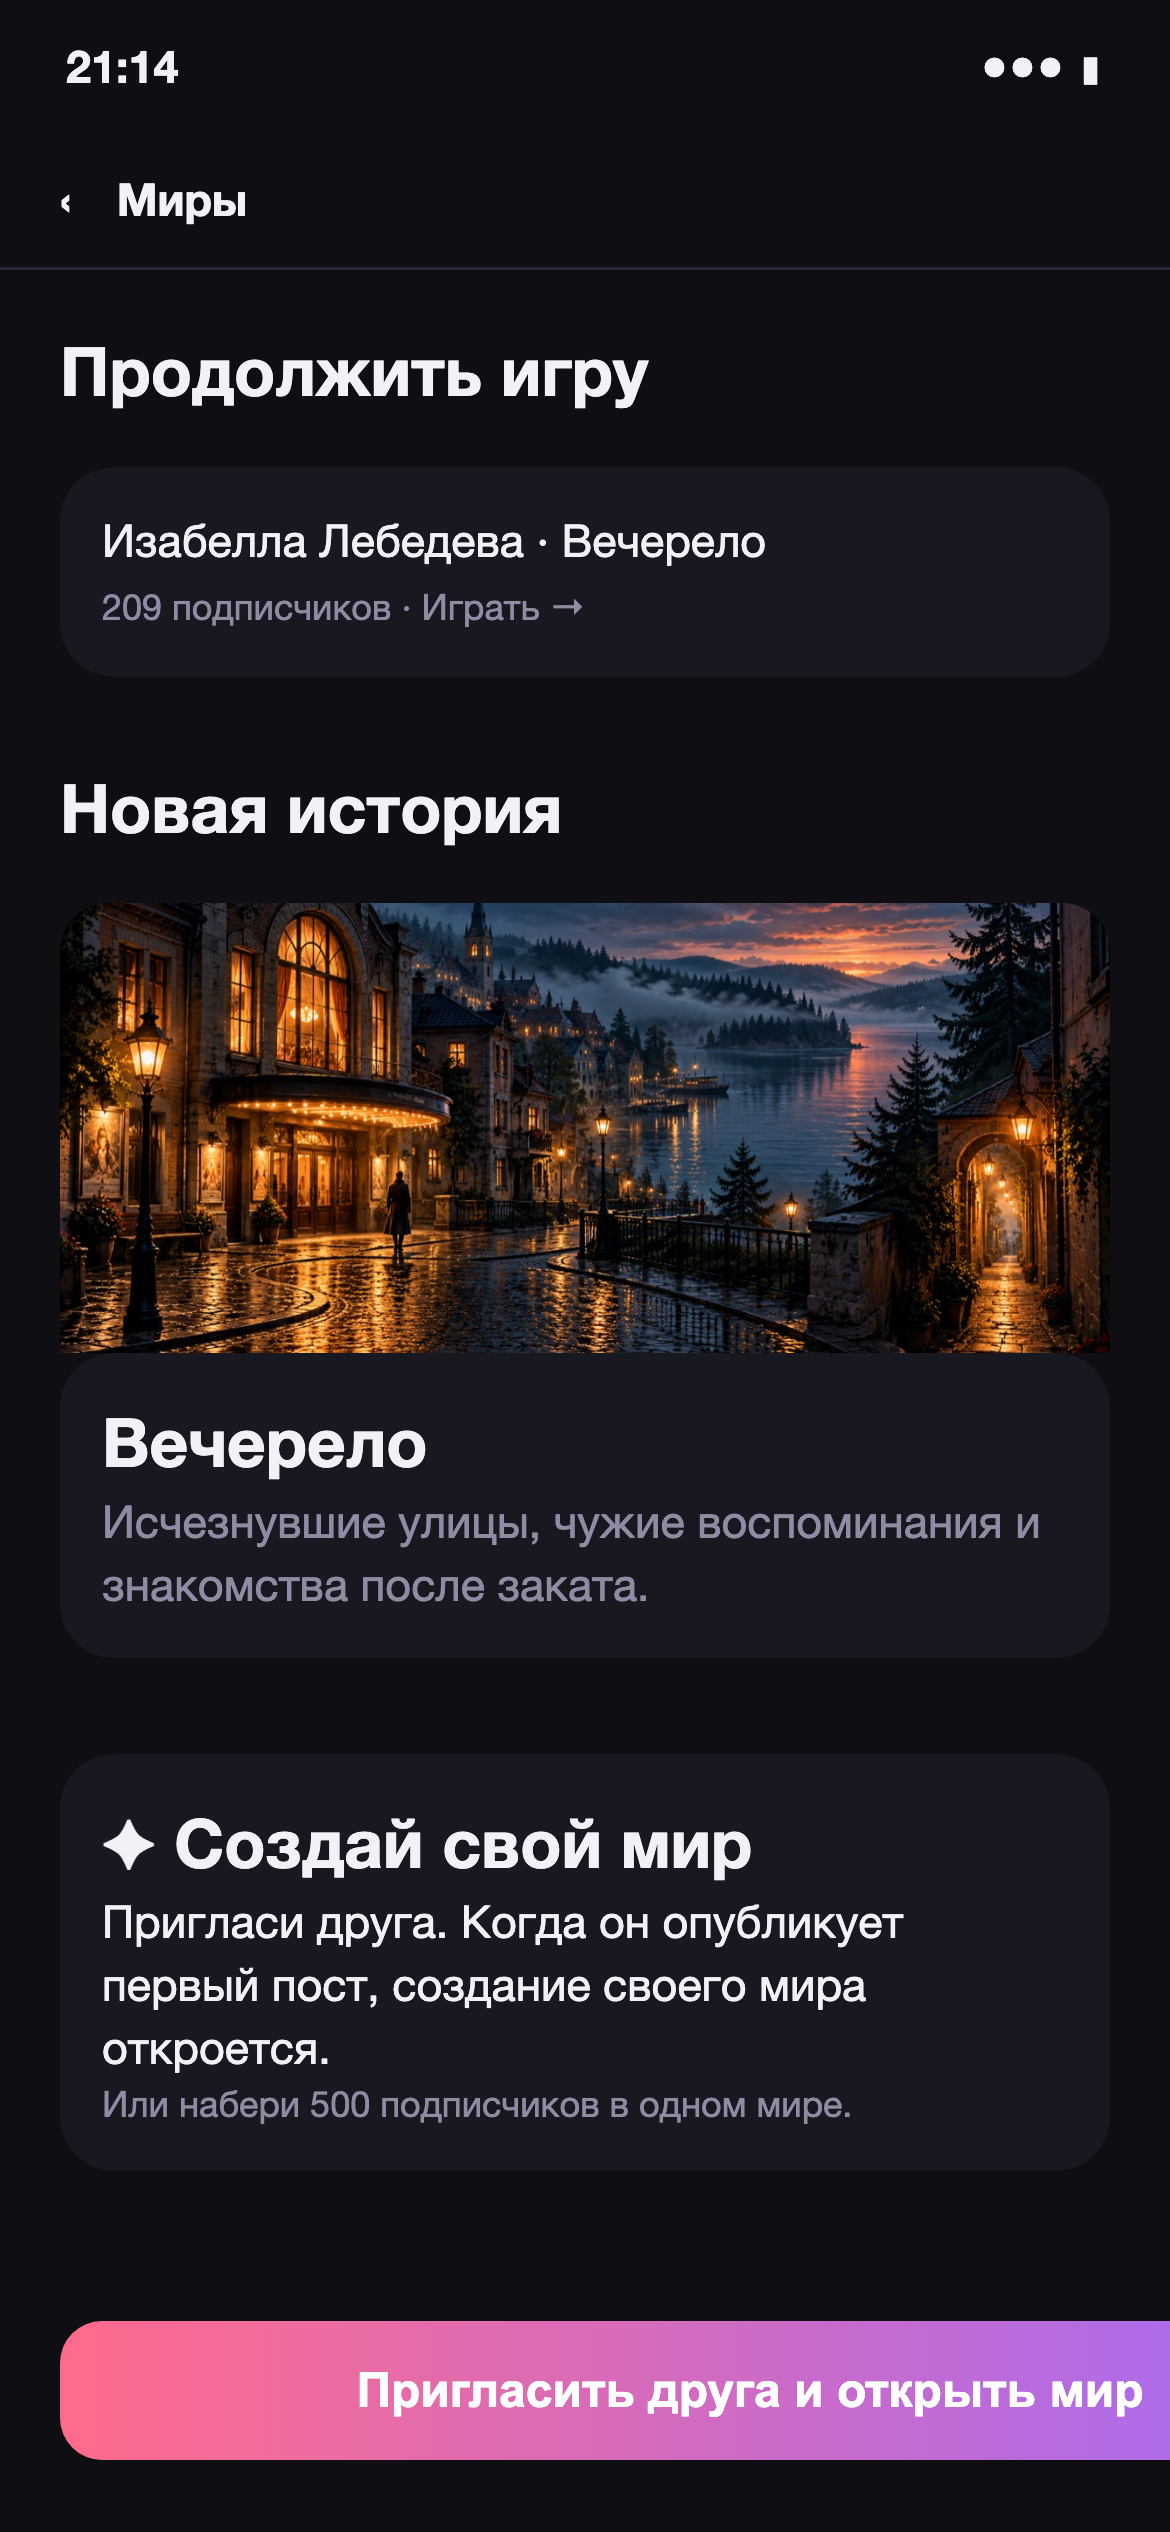 21:14
‹ Миры
Продолжить игру
Изабелла Лебедева · Вечерело
209 подписчиков · Играть →
Новая история
Вечерело
Исчезнувшие улицы, чужие воспоминания и
знакомства после заката.
✦ Создай свой мир
Пригласи друга. Когда он опубликует
первый пост, создание своего мира
откроется.
Или набери 500 подписчиков в одном мире.
Пригласить друга и открыть мир